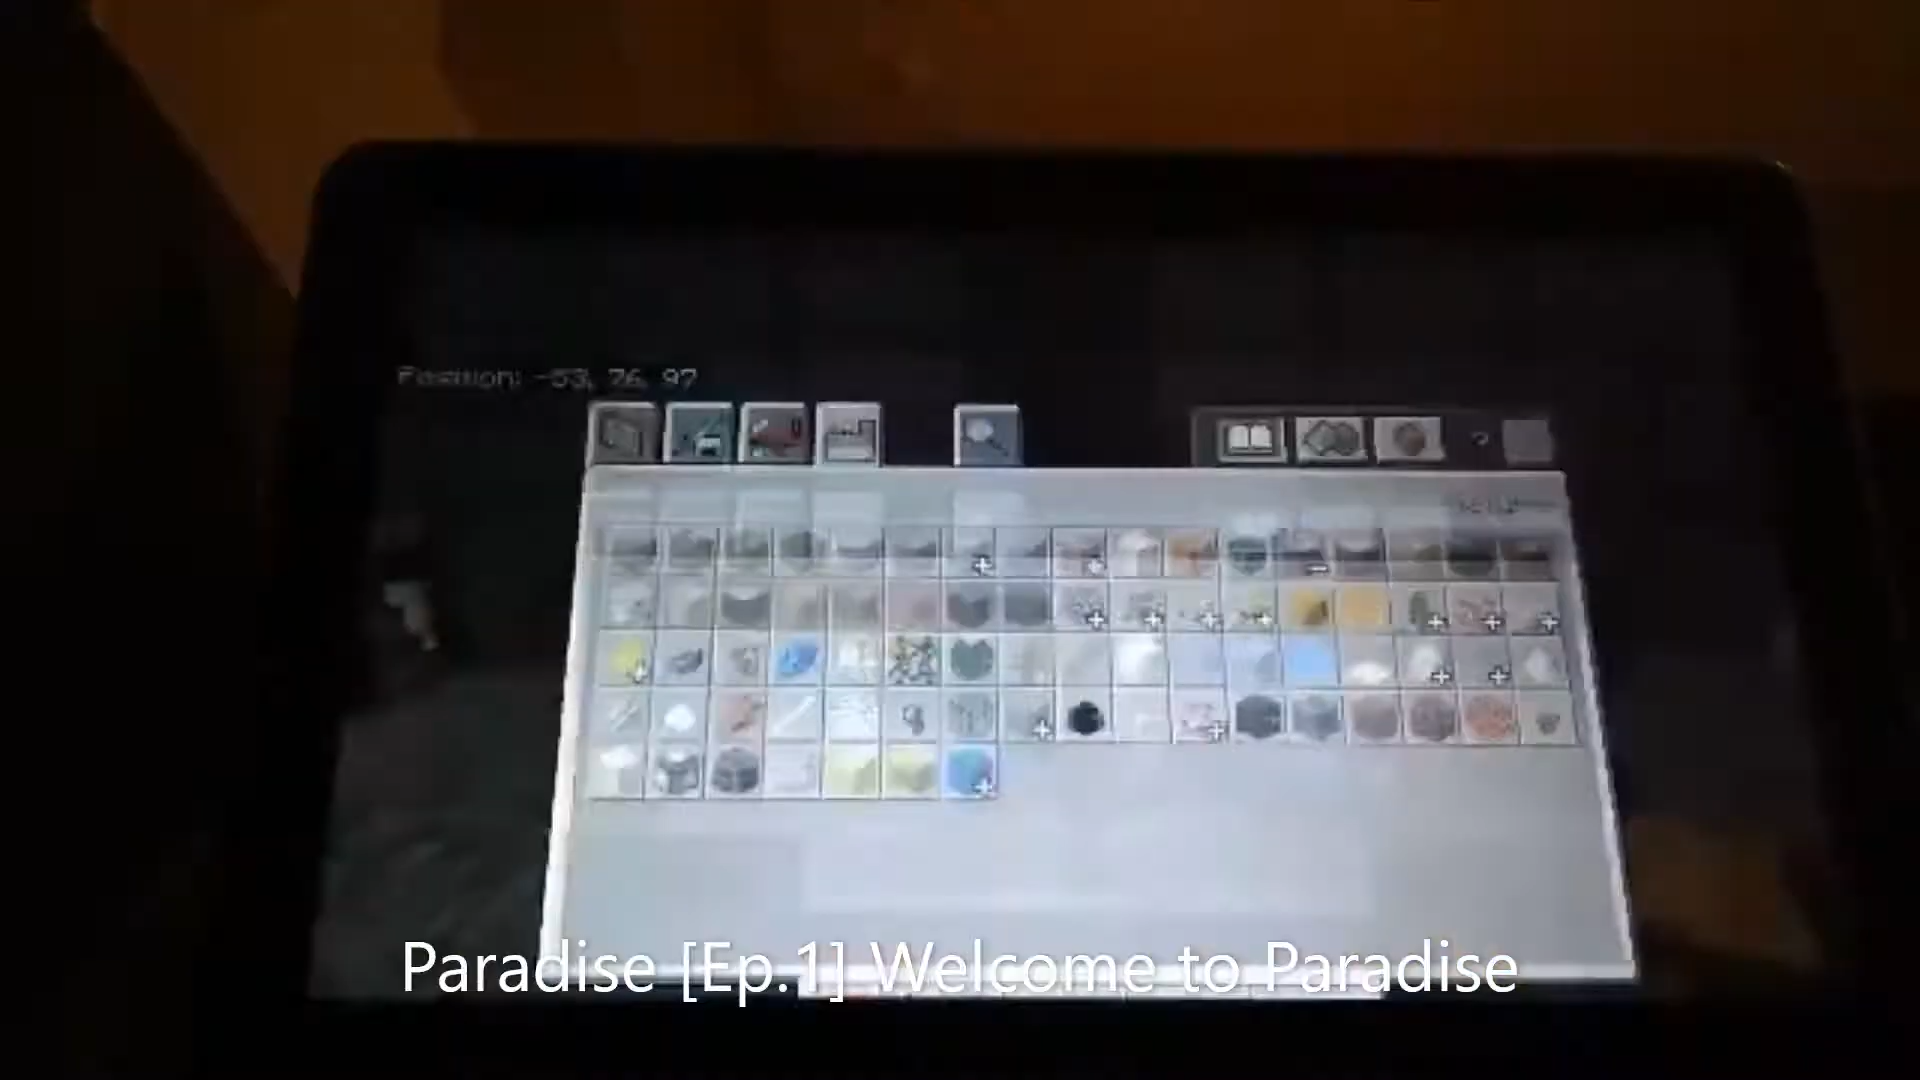 Position: -53, 76, 97
Paradise [Ep.1] Welcome to Paradise